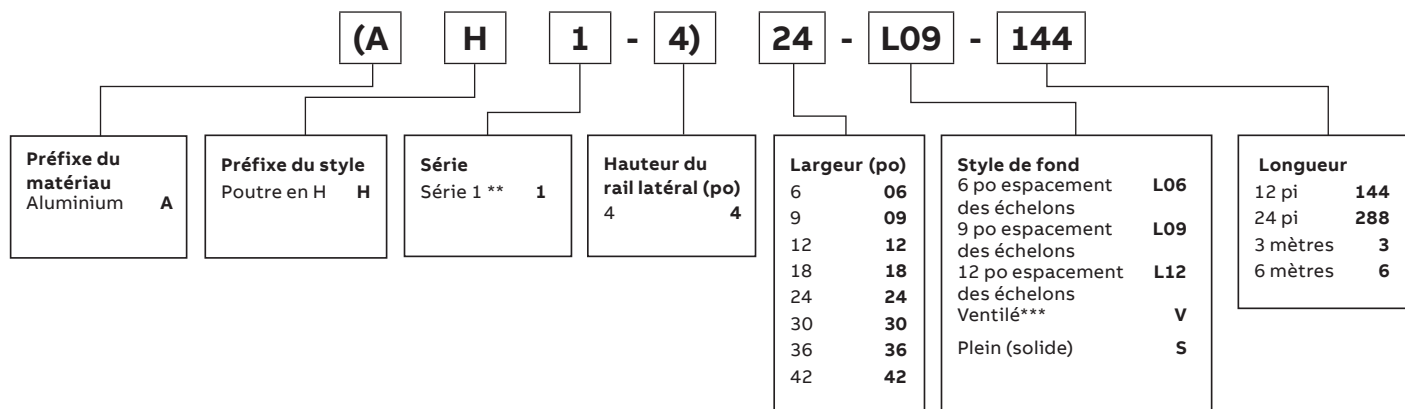 (A H 1 - 4) 24 - L09 - 144
Préfixe du
matériau
Aluminium A
Préfixe du style
Poutre en H H
Série
Série 1 ** 1
Hauteur du
rail latéral (po)
4 4
Largeur (po)
6 06
9 09
12 12
18 18
24 24
30 30
36 36
42 42
Style de fond
6 po espacement L06
des échelons
9 po espacement L09
des échelons
12 po espacement L12
des échelons
Ventilé*** V
Plein (solide) S
Longueur
12 pi 144
24 pi 288
3 mètres 3
6 mètres 6